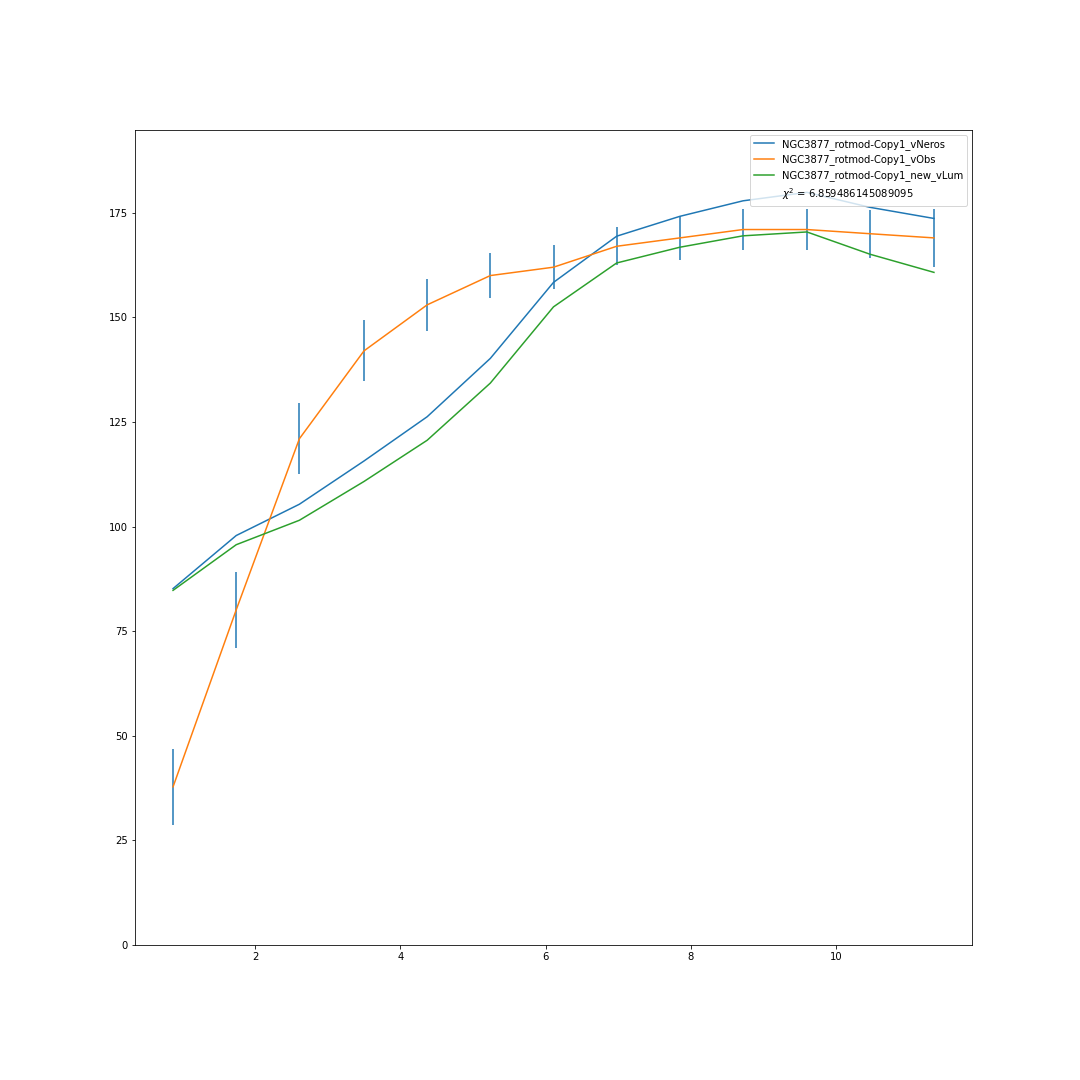 NGC3877_rotmod-Copy1_vNeros
NGC3877_rotmod-Copy1_vObs
NGC3877_rotmod-Copy1_new_vLum
χ² = 6.859486145089095
175
150
125
100
75
50
25
0
2 4 6 8 10